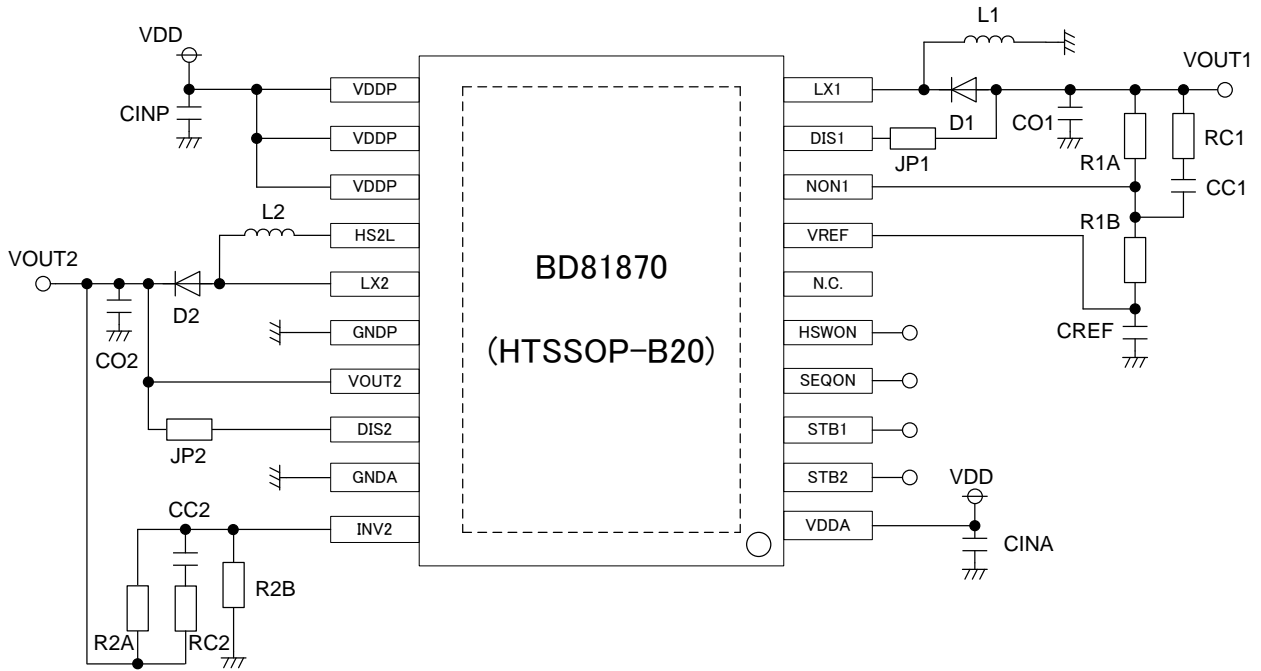 L1
VDD
VOUT1
VDDP
LX1
CINP
D1
CO1
RC1
VDDP
DIS1
JP1
R1A
VDDP
NON1
CC1
L2
R1B
HS2L
VREF
VOUT2
BD81870
LX2
N.C.
D2
CREF
GNDP
HSWON
(HTSSOP-B20)
CO2
VOUT2
SEQON
DIS2
STB1
JP2
GNDA
STB2
VDD
CC2
INV2
VDDA
CINA
R2B
R2A
RC2